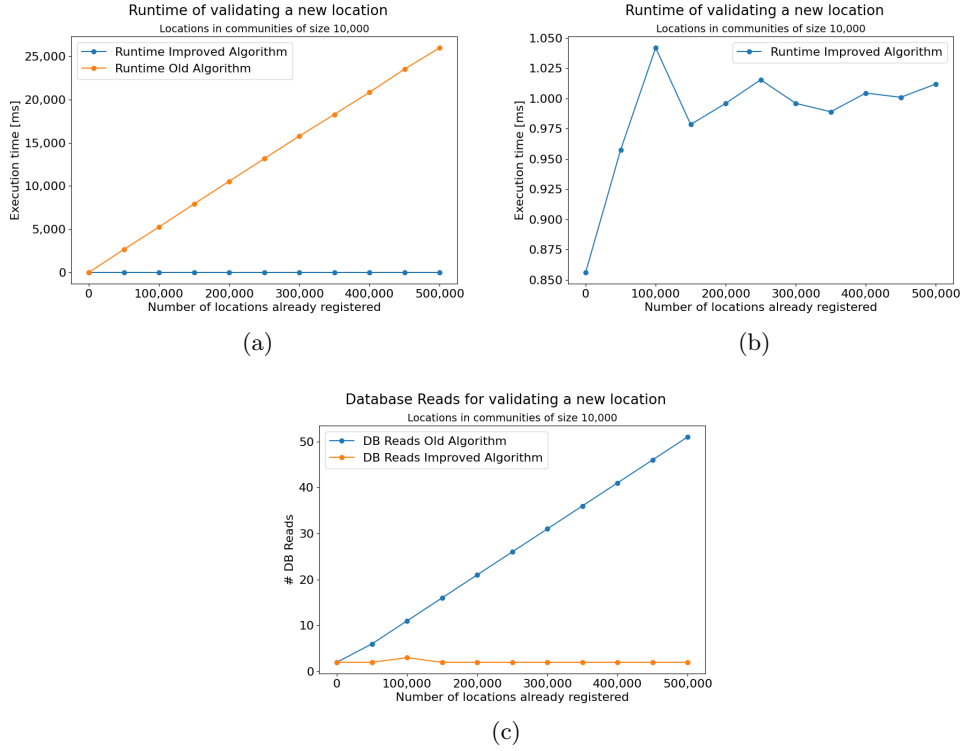 Runtime of validating a new location
Locations in communities of size 10,000
Runtime Improved Algorithm
Runtime Old Algorithm
25,000
20,000
15,000
10,000
5,000
0
Execution time [ms]
0 100,000 200,000 300,000 400,000 500,000
Number of locations already registered
(a)
Runtime of validating a new location
Locations in communities of size 10,000
Runtime Improved Algorithm
1.050
1.025
1.000
0.975
0.950
0.925
0.900
0.875
0.850
Execution time [ms]
0 100,000 200,000 300,000 400,000 500,000
Number of locations already registered
(b)
Database Reads for validating a new location
Locations in communities of size 10,000
DB Reads Old Algorithm
DB Reads Improved Algorithm
50
40
30
20
10
0
# DB Reads
0 100,000 200,000 300,000 400,000 500,000
Number of locations already registered
(c)